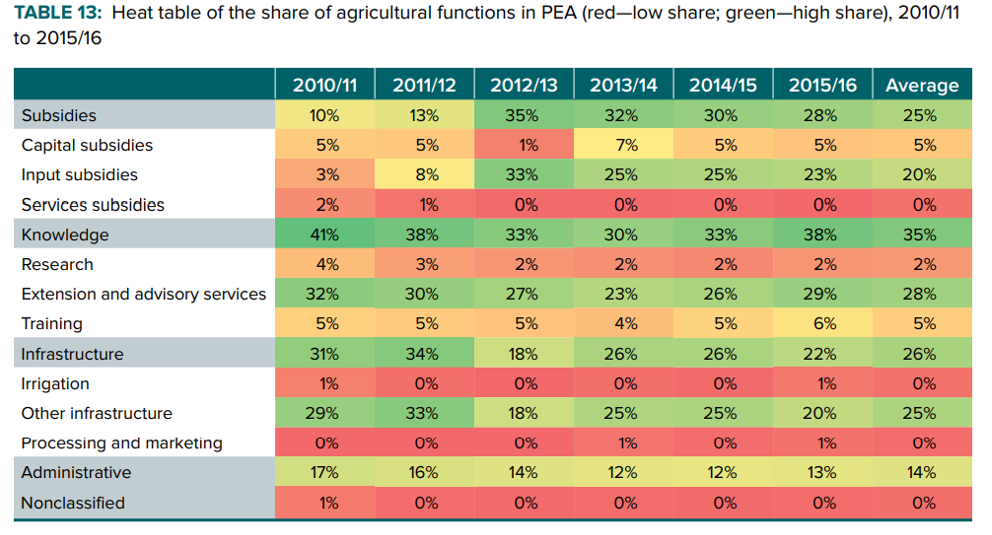 TABLE 13: Heat table of the share of agricultural functions in PEA (red—low share; green—high share), 2010/11
to 2015/16
2010/11 2011/12 2012/13 2013/14 2014/15 2015/16 Average
Subsidies 10% 13% 35% 32% 30% 28% 25%
Capital subsidies 5% 5% 1% 7% 5% 5% 5%
Input subsidies 3% 8% 33% 25% 25% 23% 20%
Services subsidies 2% 1% 0% 0% 0% 0% 0%
Knowledge 41% 38% 33% 30% 33% 38% 35%
Research 4% 3% 2% 2% 2% 2% 2%
Extension and advisory services 32% 30% 27% 23% 26% 29% 28%
Training 5% 5% 5% 4% 5% 6% 5%
Infrastructure 31% 34% 18% 26% 26% 22% 26%
Irrigation 1% 0% 0% 0% 0% 1% 0%
Other infrastructure 29% 33% 18% 25% 25% 20% 25%
Processing and marketing 0% 0% 0% 1% 0% 1% 0%
Administrative 17% 16% 14% 12% 12% 13% 14%
Nonclassified 1% 0% 0% 0% 0% 0% 0%